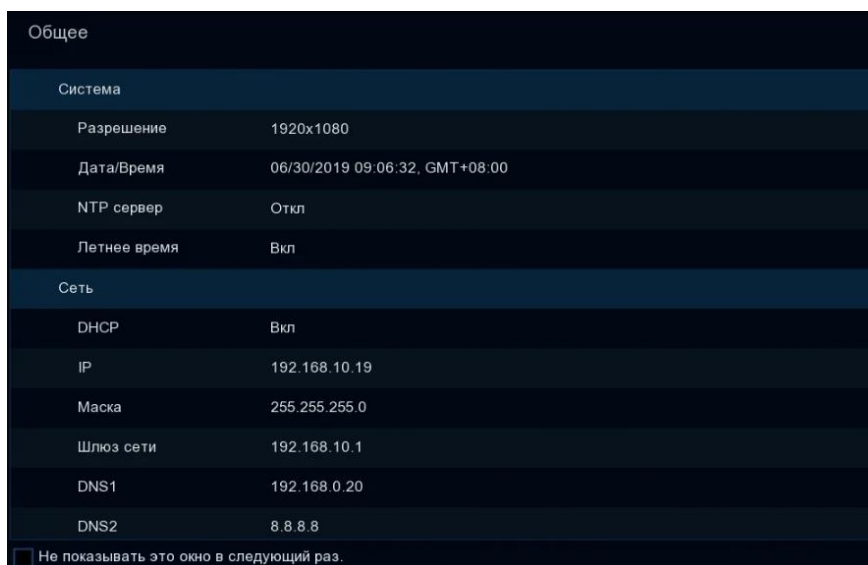 Общее
Система
Разрешение 1920x1080
Дата/Время 06/30/2019 09:06:32, GMT+08:00
NTP сервер Откл
Летнее время Вкл
Сеть
DHCP Вкл
IP 192.168.10.19
Маска 255.255.255.0
Шлюз сети 192.168.10.1
DNS1 192.168.0.20
DNS2 8.8.8.8
Не показывать это окно в следующий раз.